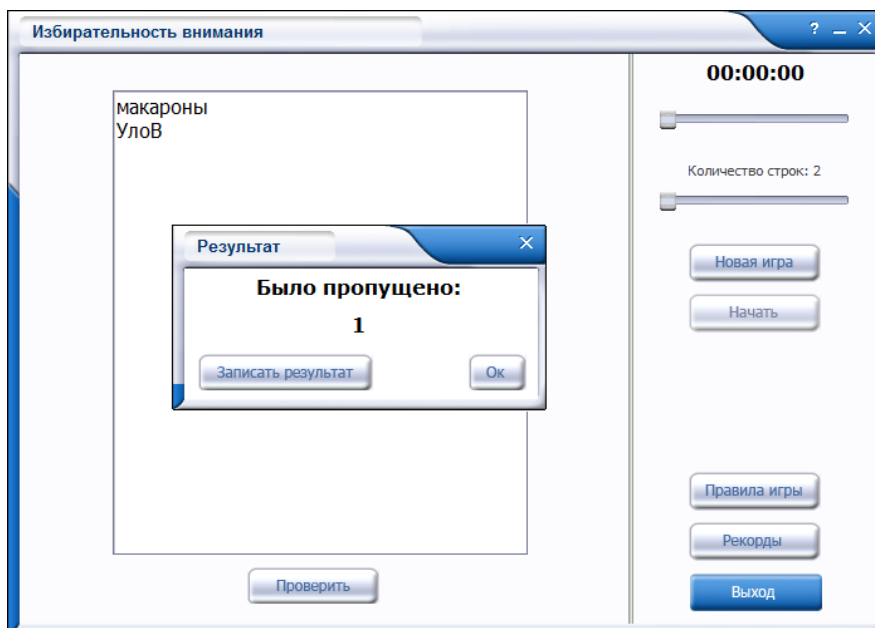 Избирательность внимания
? _ ×
00:00:00
макароны
УлоВ
Количество строк: 2
Результат ×
Было пропущено:
1
Записать результат Ок
Новая игра
Начать
Правила игры
Рекорды
Выход
Проверить